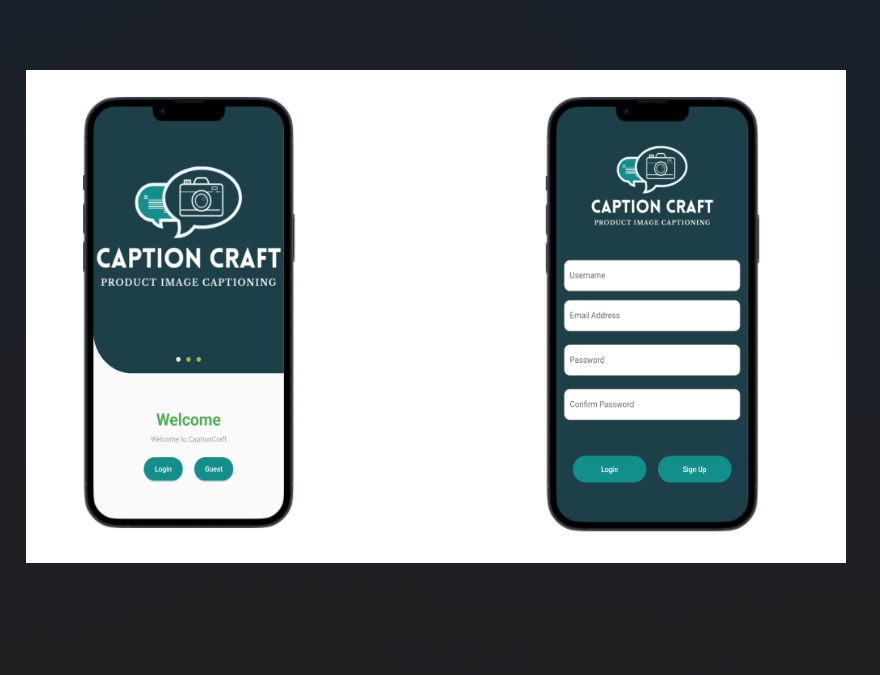 CAPTION CRAFT
PRODUCT IMAGE CAPTIONING
Welcome
Welcome to CaptionCraft
Login
Guest
CAPTION CRAFT
PRODUCT IMAGE CAPTIONING
Username
Email Address
Password
Confirm Password
Login
Sign Up